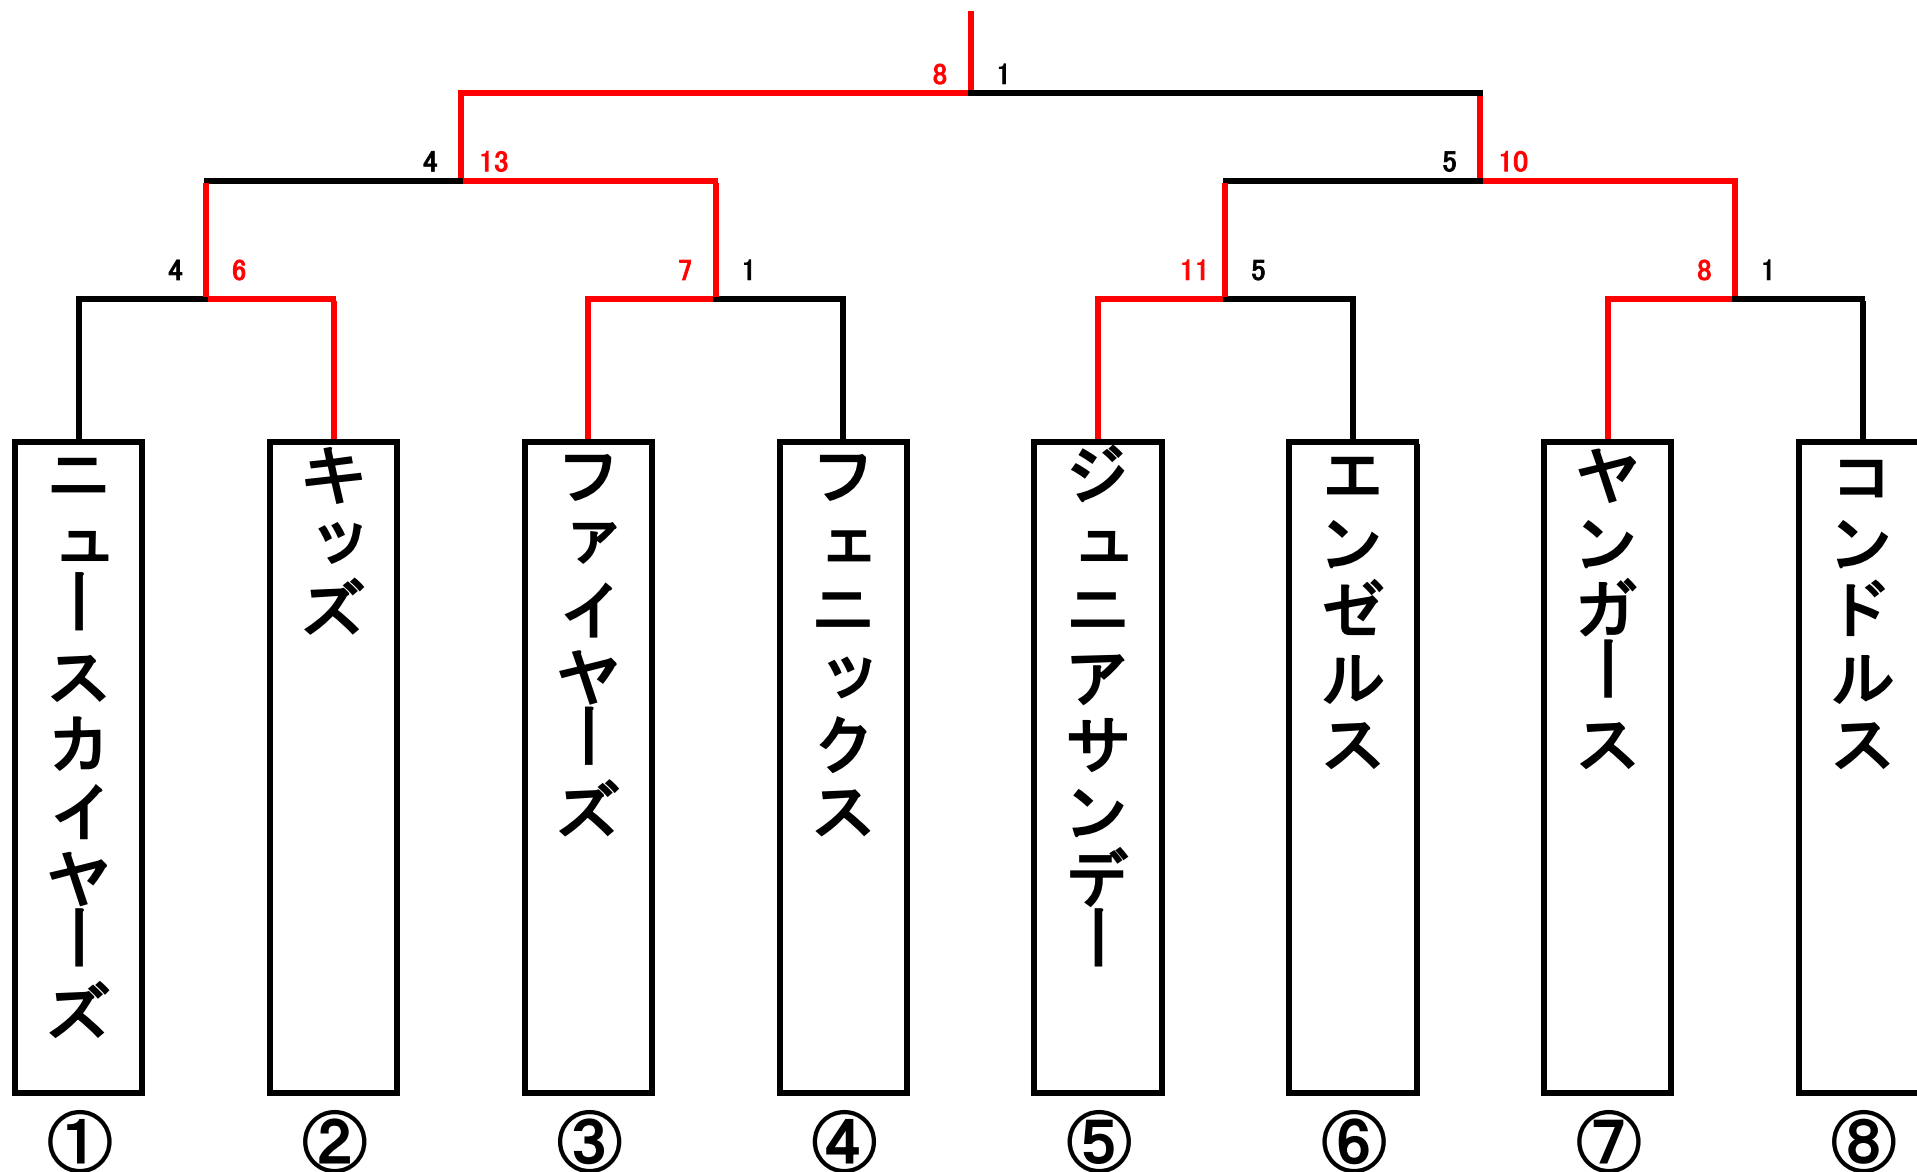 8 1
4 13
5 10
4 6
7 1
11 5
8 1
ニュースカイヤーズ
キッズ
ファイヤーズ
フェニックス
ジュニアサンデー
エンゼルス
ヤンガース
コンドルス
① ② ③ ④ ⑤ ⑥ ⑦ ⑧